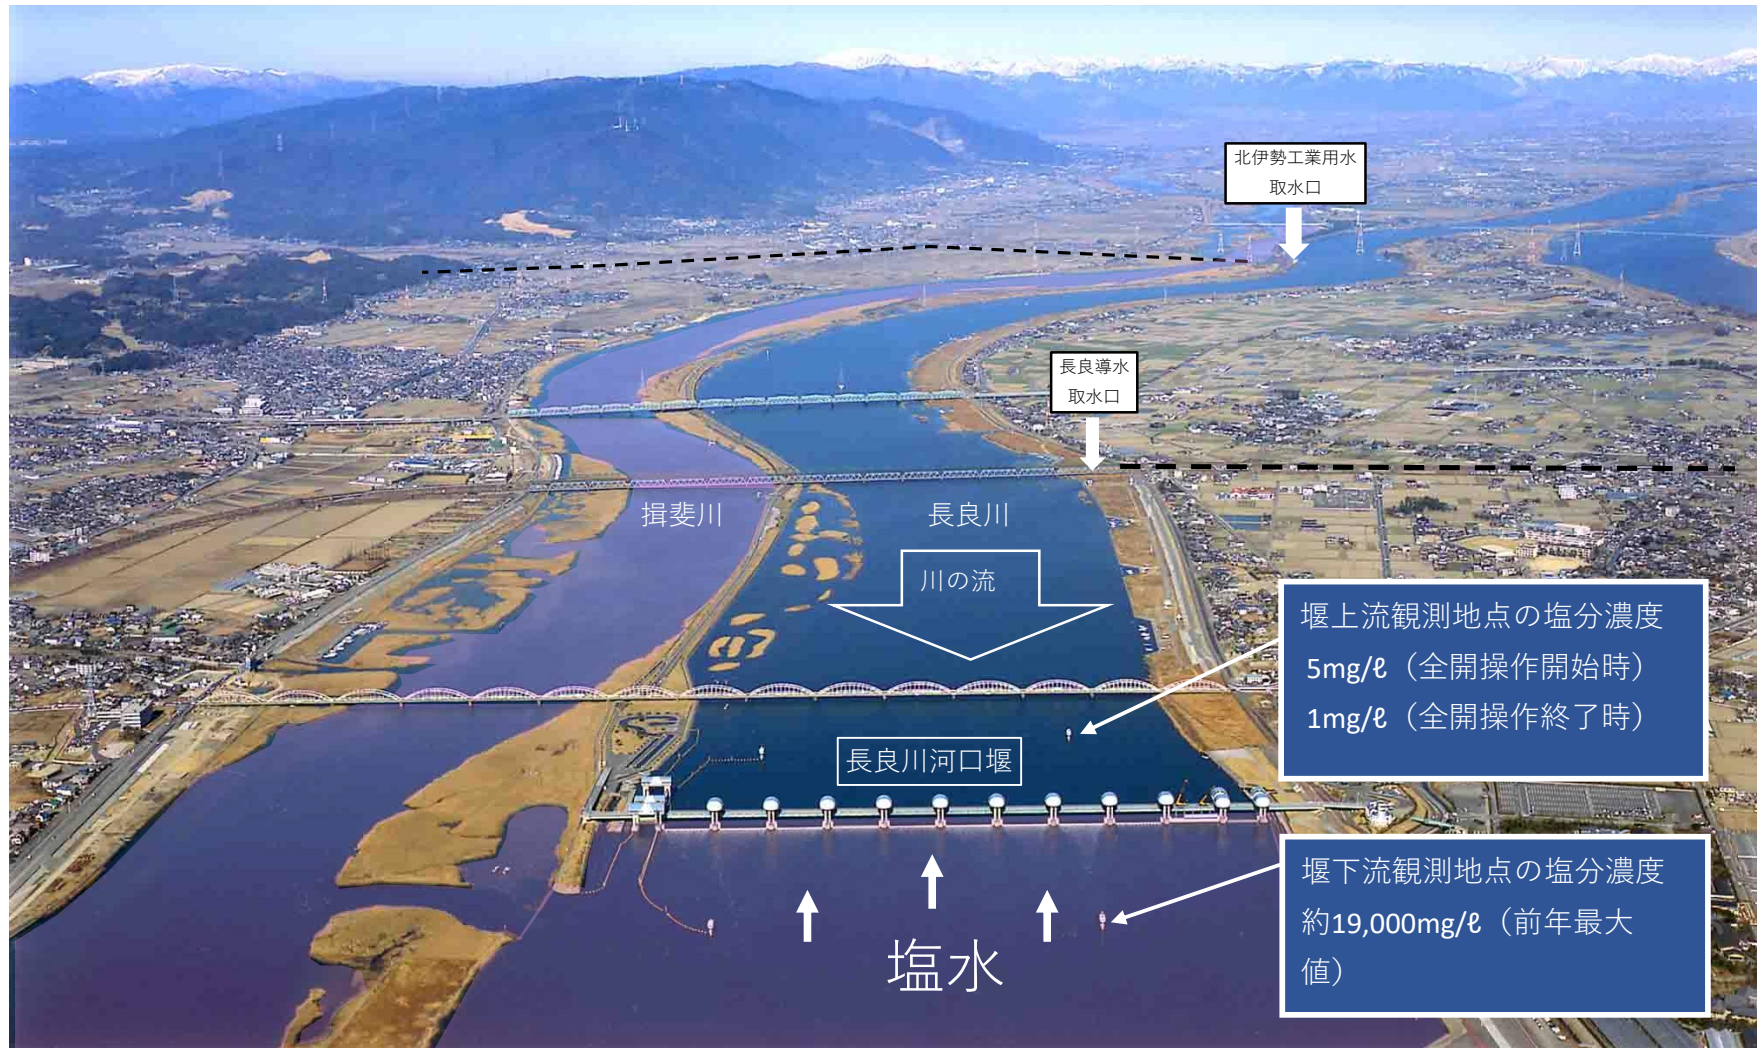 北伊勢工業用水
取水口
長良導水
取水口
揖斐川
長良川
川の流
堰上流観測地点の塩分濃度
5mg/ℓ（全開操作開始時）
1mg/ℓ（全開操作終了時）
長良川河口堰
堰下流観測地点の塩分濃度
約19,000mg/ℓ（前年最大
値）
塩水